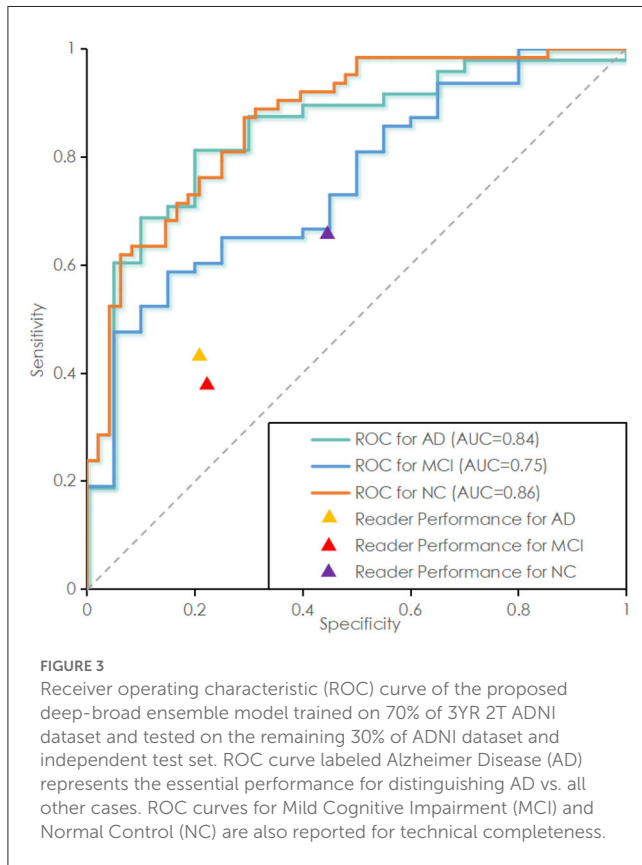 1
0.8
0.6
0.4
0.2
0
Sensitivity
0
0.2
0.4
0.6
0.8
1
Specificity
ROC for AD (AUC=0.84)
ROC for MCI (AUC=0.75)
ROC for NC (AUC=0.86)
Reader Performance for AD
Reader Performance for MCI
Reader Performance for NC
FIGURE 3
Receiver operating characteristic (ROC) curve of the proposed
deep-broad ensemble model trained on 70% of 3YR 2T ADNI
dataset and tested on the remaining 30% of ADNI dataset and
independent test set. ROC curve labeled Alzheimer Disease (AD)
represents the essential performance for distinguishing AD vs. all
other cases. ROC curves for Mild Cognitive Impairment (MCI) and
Normal Control (NC) are also reported for technical completeness.